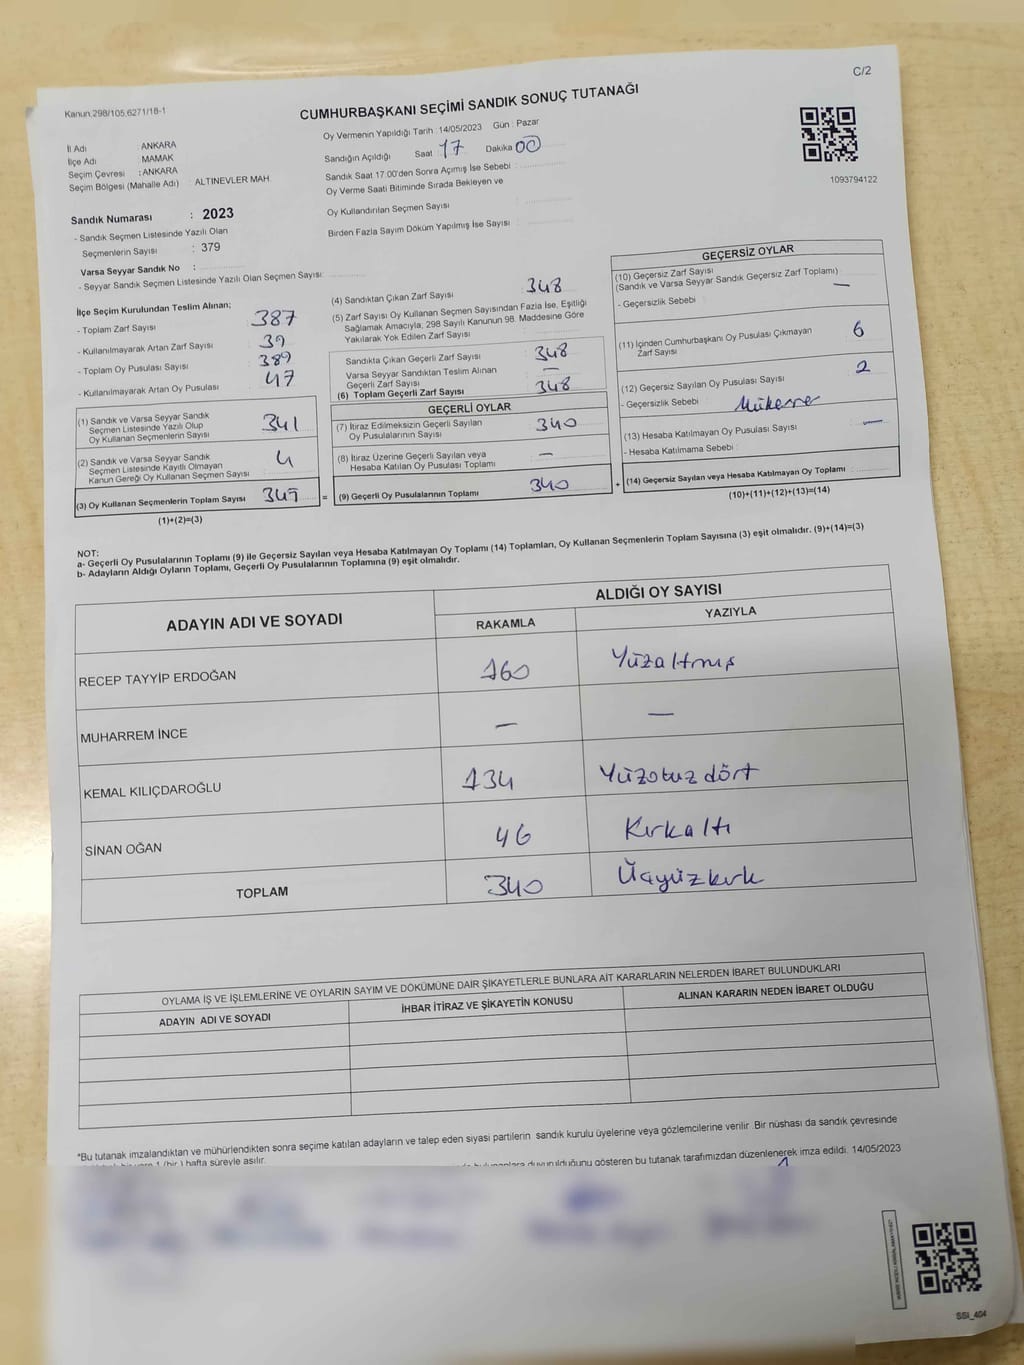 C/2
Kanun:298/105,6271/18-1
CUMHURBAŞKANI SEÇİMİ SANDIK SONUÇ TUTANAĞI
İl Adı ANKARA
İlçe Adı MAMAK
Seçim Çevresi : ANKARA
Seçim Bölgesi (Mahalle Adı) : ALTINEVLER MAH.
Oy Vermenin Yapıldığı Tarih : 14/05/2023 Gün : Pazar
Sandığın Açıldığı Saat 17 Dakika 00
Sandık Saat 17:00'den Sonra Açımış İse Sebebi :
Oy Verme Saati Bitiminde Sırada Bekleyen ve
Oy Kullandırılan Seçmen Sayısı :
Birden Fazla Sayım Döküm Yapılmış İse Sayısı :
1093794122
Sandık Numarası : 2023
- Sandık Seçmen Listesinde Yazılı Olan
Seçmenlerin Sayısı : 379
Varsa Seyyar Sandık No :
- Seyyar Sandık Seçmen Listesinde Yazılı Olan Seçmen Sayısı:
İlçe Seçim Kurulundan Teslim Alınan;
- Toplam Zarf Sayısı 387
- Kullanılmayarak Artan Zarf Sayısı 39
- Toplam Oy Pusulası Sayısı 389
- Kullanılmayarak Artan Oy Pusulası 47
(1) Sandık ve Varsa Seyyar Sandık
Seçmen Listesinde Yazılı Olup
Oy Kullanan Seçmenlerin Sayısı 341
(2) Sandık ve Varsa Seyyar Sandık
Seçmen Listesinde Kayıtlı Olmayan
Kanun Gereği Oy Kullanan Seçmen Sayısı 4
(3) Oy Kullanan Seçmenlerin Toplam Sayısı 345 =
(1)+(2)=(3)
(4) Sandıktan Çıkan Zarf Sayısı 348
(5) Zarf Sayısı Oy Kullanan Seçmen Sayısından Fazla İse, Eşitliği
Sağlamak Amacıyla; 298 Sayılı Kanunun 98. Maddesine Göre
Yakılarak Yok Edilen Zarf Sayısı
Sandıkta Çıkan Geçerli Zarf Sayısı 348
Varsa Seyyar Sandıktan Teslim Alınan
Geçerli Zarf Sayısı —
(6) Toplam Geçerli Zarf Sayısı 348
GEÇERLİ OYLAR
(7) İtiraz Edilmeksizin Geçerli Sayılan
Oy Pusulalarının Sayısı 340
(8) İtiraz Üzerine Geçerli Sayılan veya
Hesaba Katılan Oy Pusulası Toplamı —
(9) Geçerli Oy Pusulalarının Toplamı 340 +
GEÇERSİZ OYLAR
(10) Geçersiz Zarf Sayısı
(Sandık ve Varsa Seyyar Sandık Geçersiz Zarf Toplamı) —
- Geçersizlik Sebebi :
(11) İçinden Cumhurbaşkanı Oy Pusulası Çıkmayan
Zarf Sayısı 6
(12) Geçersiz Sayılan Oy Pusulası Sayısı 2
- Geçersizlik Sebebi : Mükerrer
(13) Hesaba Katılmayan Oy Pusulası Sayısı —
- Hesaba Katılmama Sebebi :
(14) Geçersiz Sayılan veya Hesaba Katılmayan Oy Toplamı
(10)+(11)+(12)+(13)=(14)
NOT:
a- Geçerli Oy Pusulalarının Toplamı (9) ile Geçersiz Sayılan veya Hesaba Katılmayan Oy Toplamı (14) Toplamları, Oy Kullanan Seçmenlerin Toplam Sayısına (3) eşit olmalıdır. (9)+(14)=(3)
b- Adayların Aldığı Oyların Toplamı, Geçerli Oy Pusulalarının Toplamına (9) eşit olmalıdır.
ADAYIN ADI VE SOYADI ALDIĞI OY SAYISI
RAKAMLA YAZIYLA
RECEP TAYYİP ERDOĞAN 160 Yüzaltmış
MUHARREM İNCE — —
KEMAL KILIÇDAROĞLU 134 Yüzotuz dört
SİNAN OĞAN 46 Kırkaltı
TOPLAM 340 Üçyüzkırk
OYLAMA İŞ VE İŞLEMLERİNE VE OYLARIN SAYIM VE DÖKÜMÜNE DAİR ŞİKAYETLERLE BUNLARA AİT KARARLARIN NELERDEN İBARET BULUNDUKLARI
ADAYIN ADI VE SOYADI İHBAR İTİRAZ VE ŞİKAYETİN KONUSU ALINAN KARARIN NEDEN İBARET OLDUĞU
*Bu tutanak imzalandıktan ve mühürlendikten sonra seçime katılan adayların ve talep eden siyasi partilerin sandık kurulu üyelerine veya gözlemcilerine verilir. Bir nüshası da sandık çevresinde
1 (bir ) hafta süreyle asılır. duyurulduğunu gösteren bu tutanak tarafımızdan düzenlenerek imza edildi. 14/05/2023
SSI_404